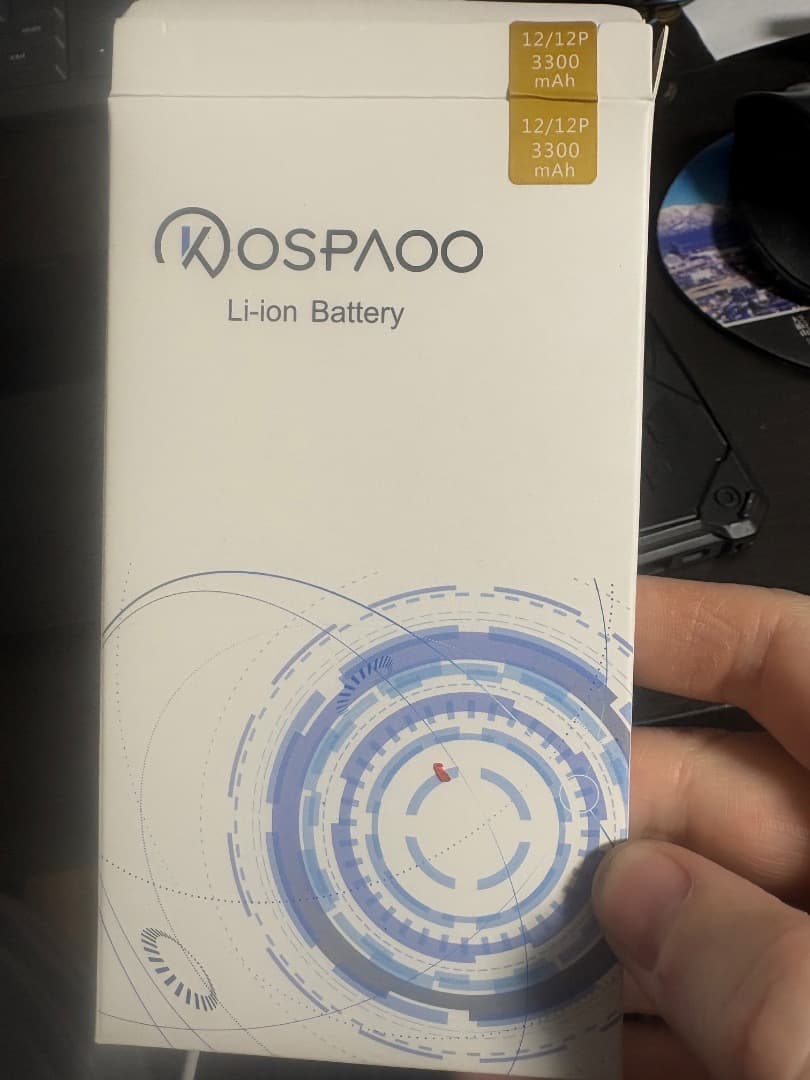 12/12P
3300
mAh
12/12P
3300
mAh
KOSPAOO
Li-ion Battery